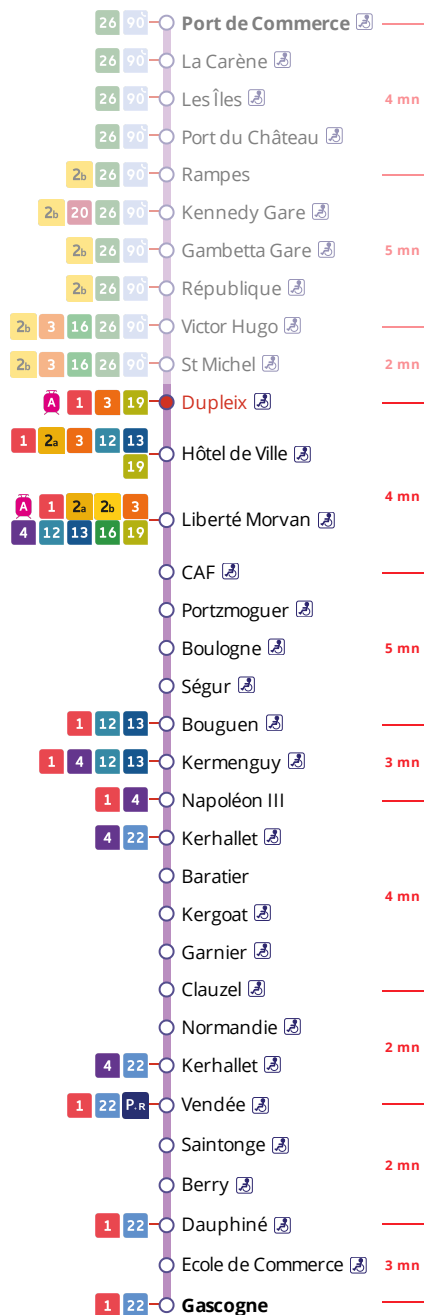 26 90 Port de Commerce
26 90 La Carène
26 90 Les Îles 4 mn
26 90 Port du Château
2b 26 90 Rampes
2b 20 26 90 Kennedy Gare
2b 26 90 Gambetta Gare 5 mn
2b 26 90 République
2b 3 16 26 90 Victor Hugo
2b 3 16 26 90 St Michel 2 mn
A 1 3 19 Dupleix
1 2a 3 12 13
19 Hôtel de Ville
4 mn
A 1 2a 2b 3
4 12 13 16 19 Liberté Morvan
CAF
Portzmoguer
Boulogne 5 mn
Ségur
1 12 13 Bouguen
1 4 12 13 Kermenguy 3 mn
1 4 Napoléon III
4 22 Kerhallet
Baratier
4 mn
Kergoat
Garnier
Clauzel
Normandie
2 mn
4 22 Kerhallet
1 22 P+R Vendée
Saintonge
2 mn
Berry
1 22 Dauphiné
Ecole de Commerce 3 mn
1 22 Gascogne